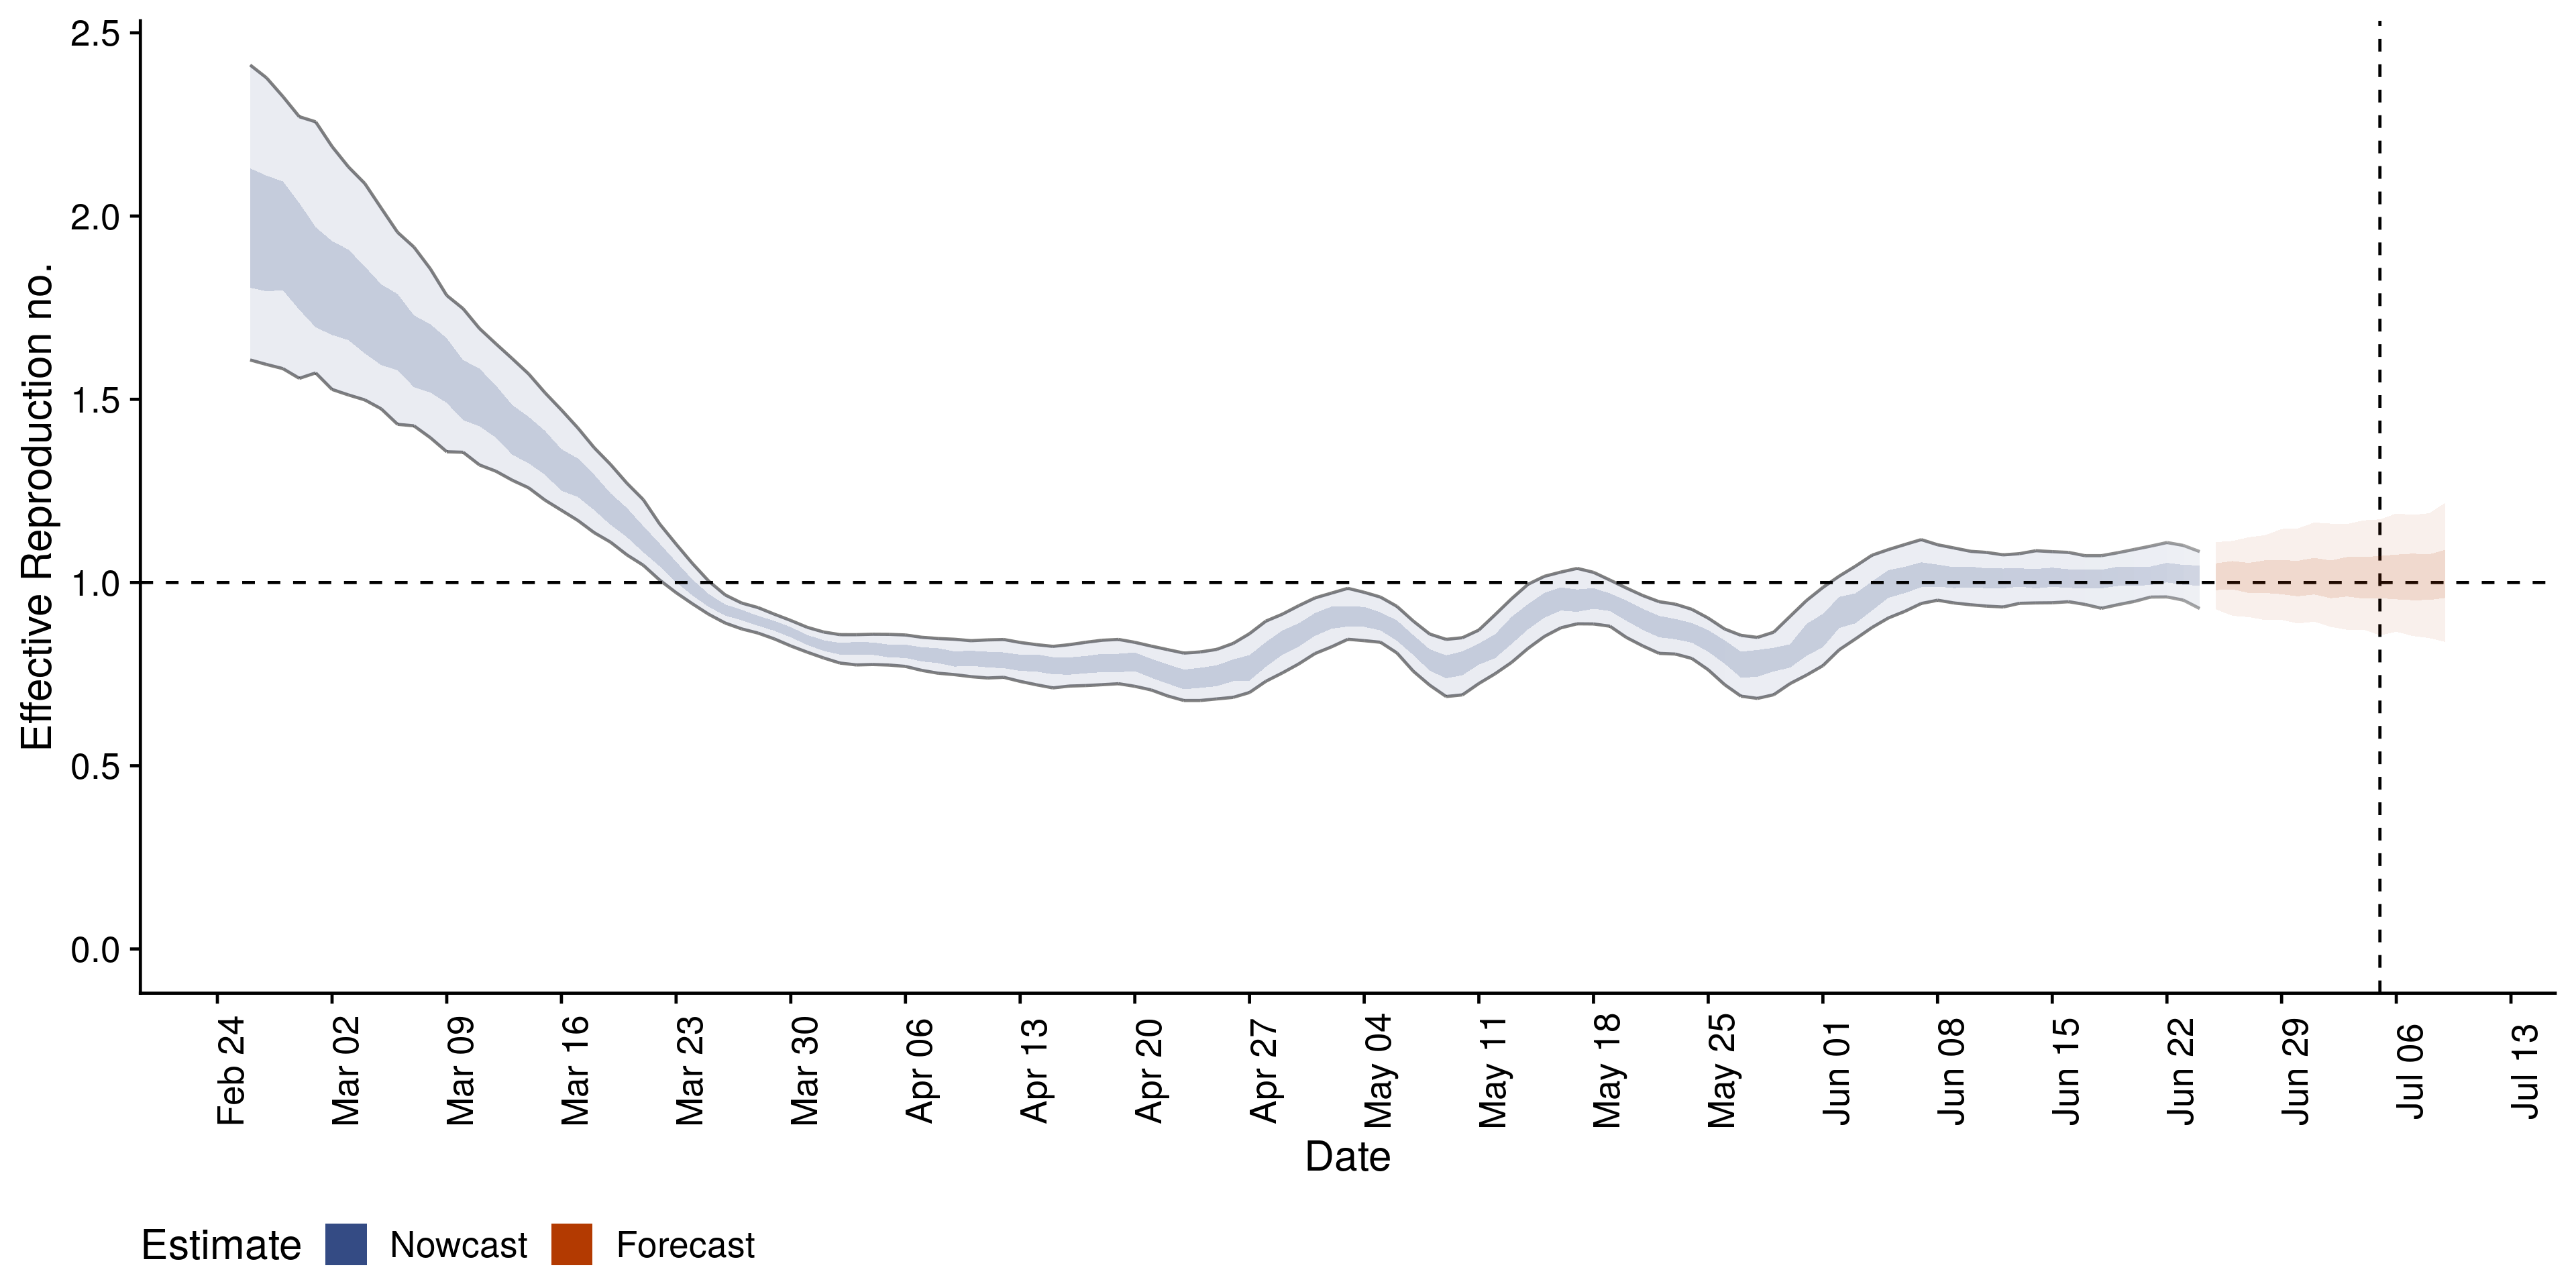 Effective Reproduction no.
2.5
2.0
1.5
1.0
0.5
0.0
Feb 24
Mar 02
Mar 09
Mar 16
Mar 23
Mar 30
Apr 06
Apr 13
Apr 20
Apr 27
May 04
May 11
May 18
May 25
Jun 01
Jun 08
Jun 15
Jun 22
Jun 29
Jul 06
Jul 13
Date
Estimate Nowcast Forecast